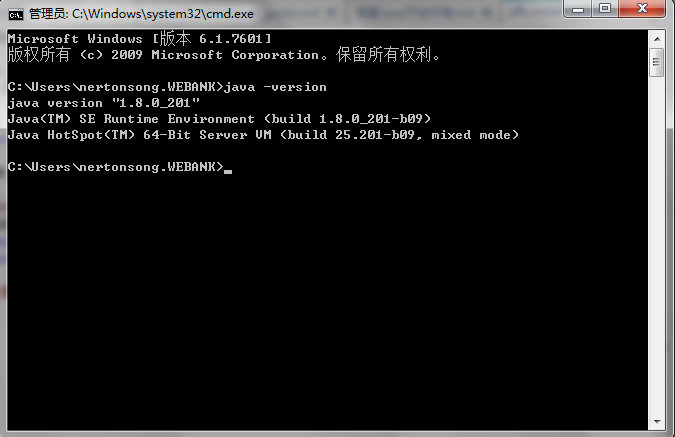 管理员: C:\Windows\system32\cmd.exe
Microsoft Windows [版本 6.1.7601]
版权所有 (c) 2009 Microsoft Corporation。保留所有权利。
C:\Users\nertonsong.WEBANK>java -version
java version "1.8.0_201"
Java(TM) SE Runtime Environment (build 1.8.0_201-b09)
Java HotSpot(TM) 64-Bit Server VM (build 25.201-b09, mixed mode)
C:\Users\nertonsong.WEBANK>